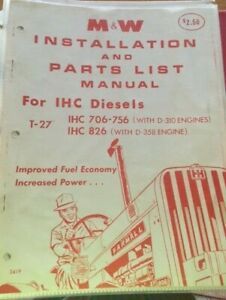 M&W
$2.50
INSTALLATION
AND
PARTS LIST
MANUAL
For IHC Diesels
T-27
IHC 706-756 (WITH D-310 ENGINES)
IHC 826 (WITH D-358 ENGINE)
Improved Fuel Economy
Increased Power . . .
FARMALL
IH